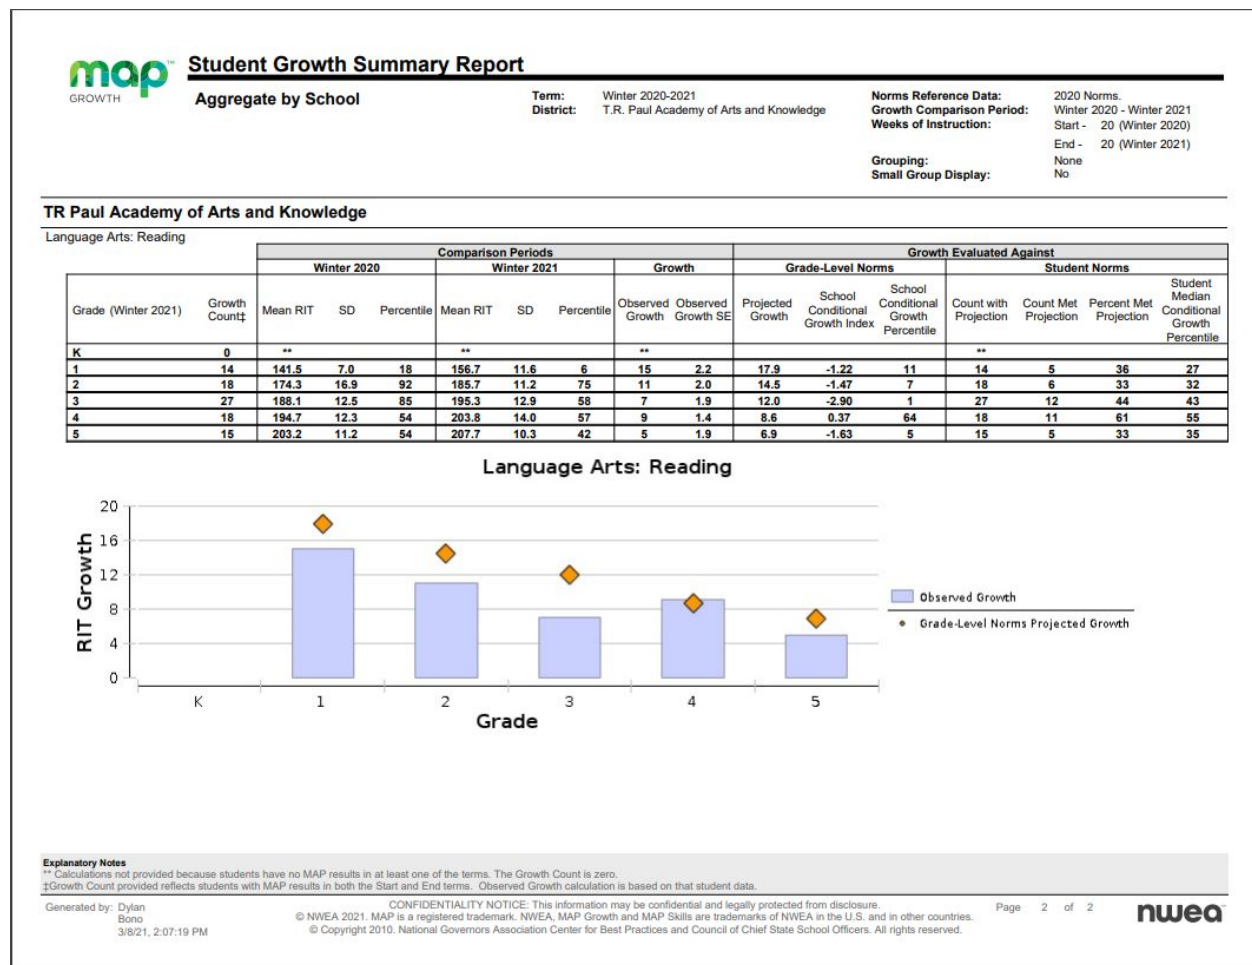 map™
GROWTH
Student Growth Summary Report
Aggregate by School
Term: Winter 2020-2021
District: T.R. Paul Academy of Arts and Knowledge
Norms Reference Data: 2020 Norms.
Growth Comparison Period: Winter 2020 - Winter 2021
Weeks of Instruction: Start - 20 (Winter 2020)
End - 20 (Winter 2021)
Grouping: None
Small Group Display: No
TR Paul Academy of Arts and Knowledge
Language Arts: Reading
Comparison Periods Growth Evaluated Against
Winter 2020 Winter 2021 Growth Grade-Level Norms Student Norms
Grade (Winter 2021) Growth Count‡ Mean RIT SD Percentile Mean RIT SD Percentile Observed Growth Observed Growth SE Projected Growth School Conditional Growth Index School Conditional Growth Percentile Count with Projection Count Met Projection Percent Met Projection Student Median Conditional Growth Percentile
K 0 ** ** ** **
1 14 141.5 7.0 18 156.7 11.6 6 15 2.2 17.9 -1.22 11 14 5 36 27
2 18 174.3 16.9 92 185.7 11.2 75 11 2.0 14.5 -1.47 7 18 6 33 32
3 27 188.1 12.5 85 195.3 12.9 58 7 1.9 12.0 -2.90 1 27 12 44 43
4 18 194.7 12.3 54 203.8 14.0 57 9 1.4 8.6 0.37 64 18 11 61 55
5 15 203.2 11.2 54 207.7 10.3 42 5 1.9 6.9 -1.63 5 15 5 33 35
Language Arts: Reading
RIT Growth
20
16
12
8
4
0
K 1 2 3 4 5
Grade
Observed Growth
Grade-Level Norms Projected Growth
Explanatory Notes
** Calculations not provided because students have no MAP results in at least one of the terms. The Growth Count is zero.
‡Growth Count provided reflects students with MAP results in both the Start and End terms. Observed Growth calculation is based on that student data.
Generated by: Dylan
Bono
3/8/21, 2:07:19 PM
CONFIDENTIALITY NOTICE: This information may be confidential and legally protected from disclosure.
© NWEA 2021. MAP is a registered trademark. NWEA, MAP Growth and MAP Skills are trademarks of NWEA in the U.S. and in other countries.
© Copyright 2010. National Governors Association Center for Best Practices and Council of Chief State School Officers. All rights reserved.
Page 2 of 2
nwea